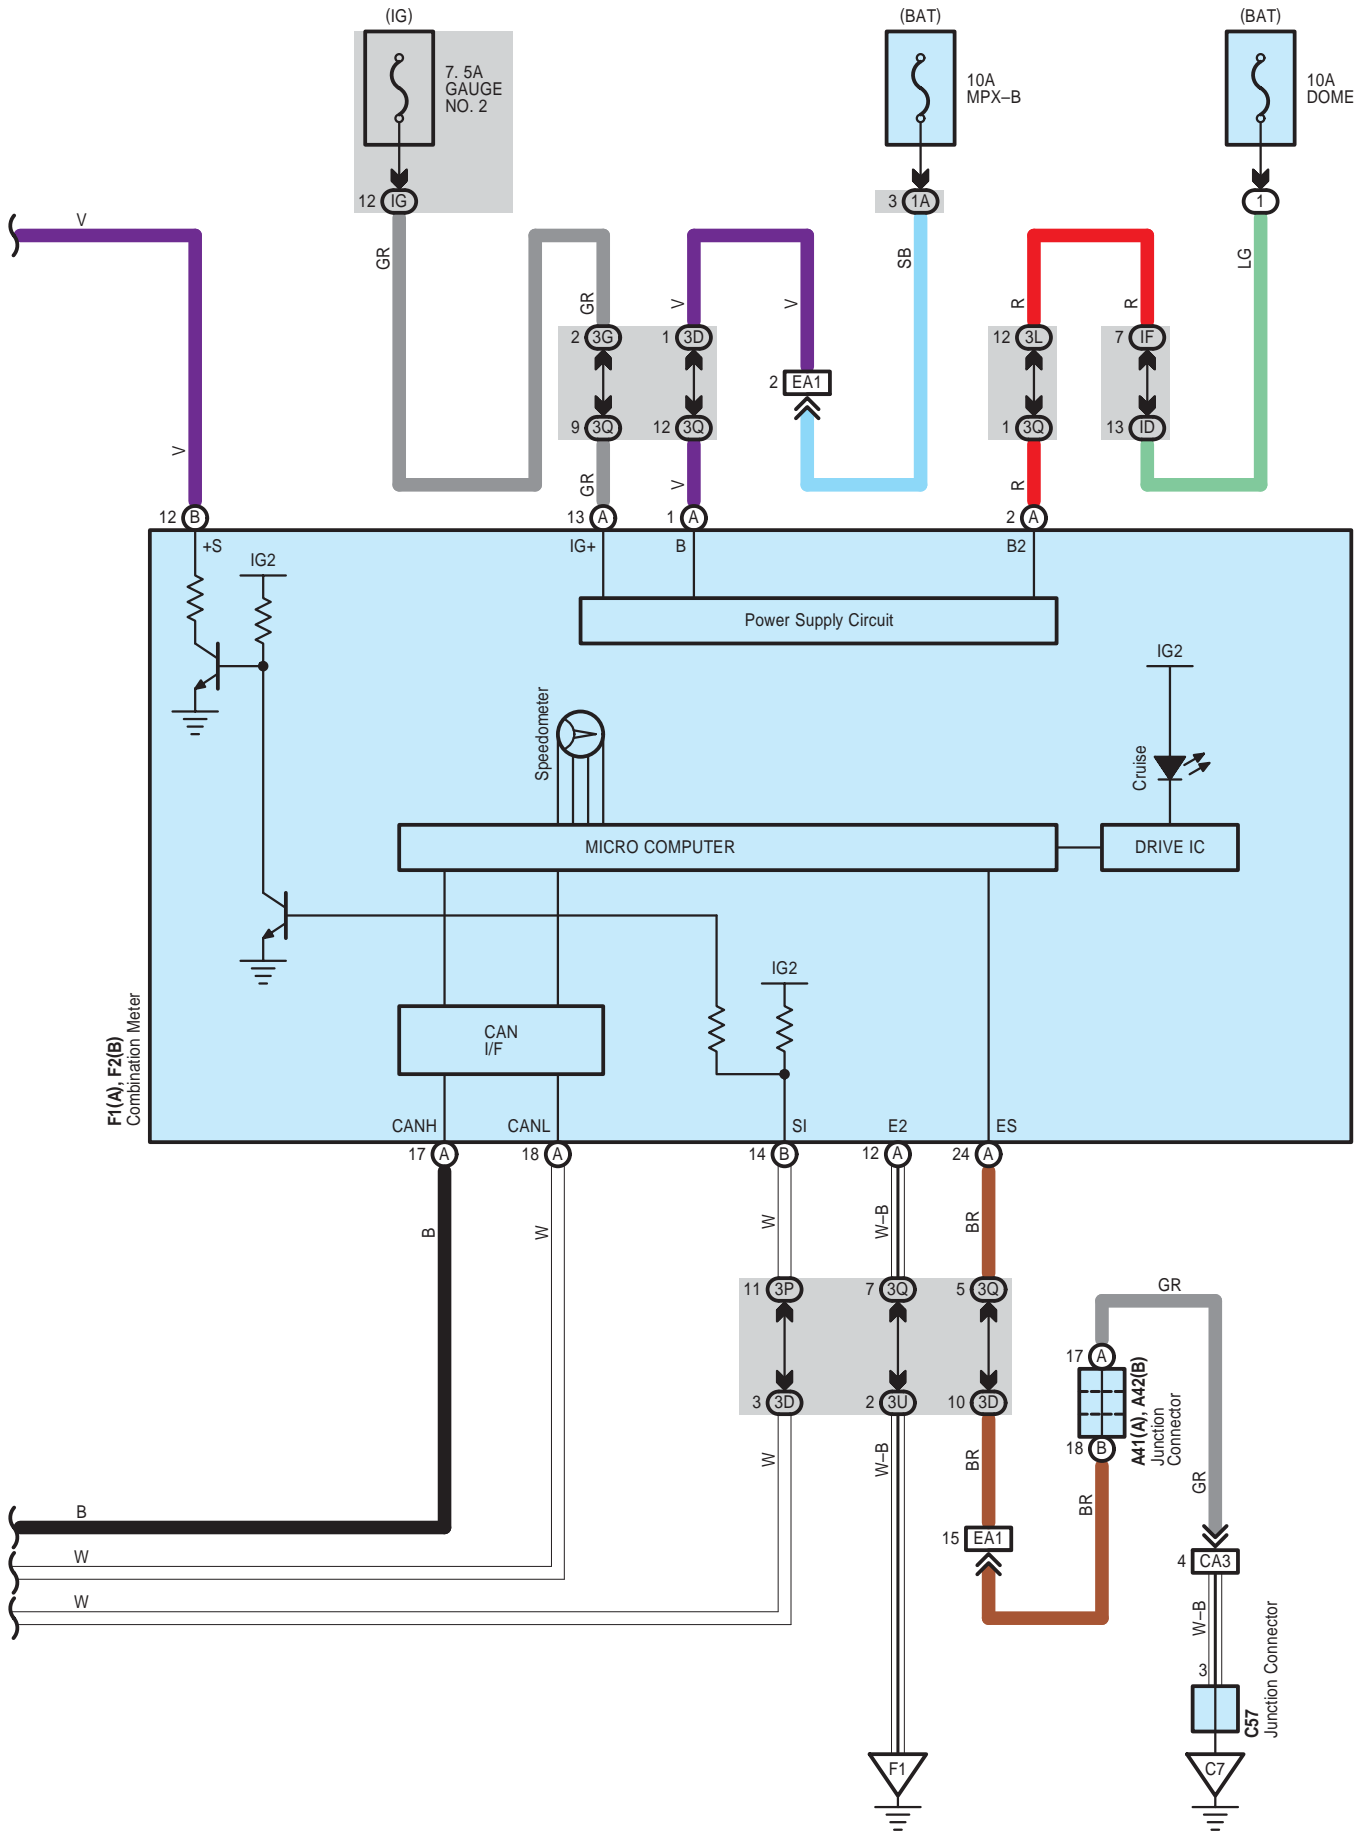 (IG)
(BAT)
(BAT)
7. 5A
GAUGE
NO. 2
10A
MPX–B
10A
DOME
12 IG
3 1A
1
V
GR
GR
V
V
SB
R
R
LG
2 3G
1 3D
12 3L
7 IF
2 EA1
9 3Q
12 3Q
1 3Q
13 ID
V
GR
V
R
12 B
13 A
1 A
2 A
+S
IG+
B
B2
IG2
Power Supply Circuit
IG2
Speedometer
Cruise
MICRO COMPUTER
DRIVE IC
IG2
CAN
I/F
F1(A), F2(B)
Combination Meter
CANH
CANL
SI
E2
ES
17 A
18 A
14 B
12 A
24 A
B
W
W
W–B
BR
11 3P
7 3Q
5 3Q
GR
17 A
3 3D
2 3U
10 3D
A41(A), A42(B)
Junction
Connector
18 B
W
W–B
BR
BR
GR
B
15 EA1
4 CA3
W
W
W–B
3
C57
Junction Connector
F1
C7